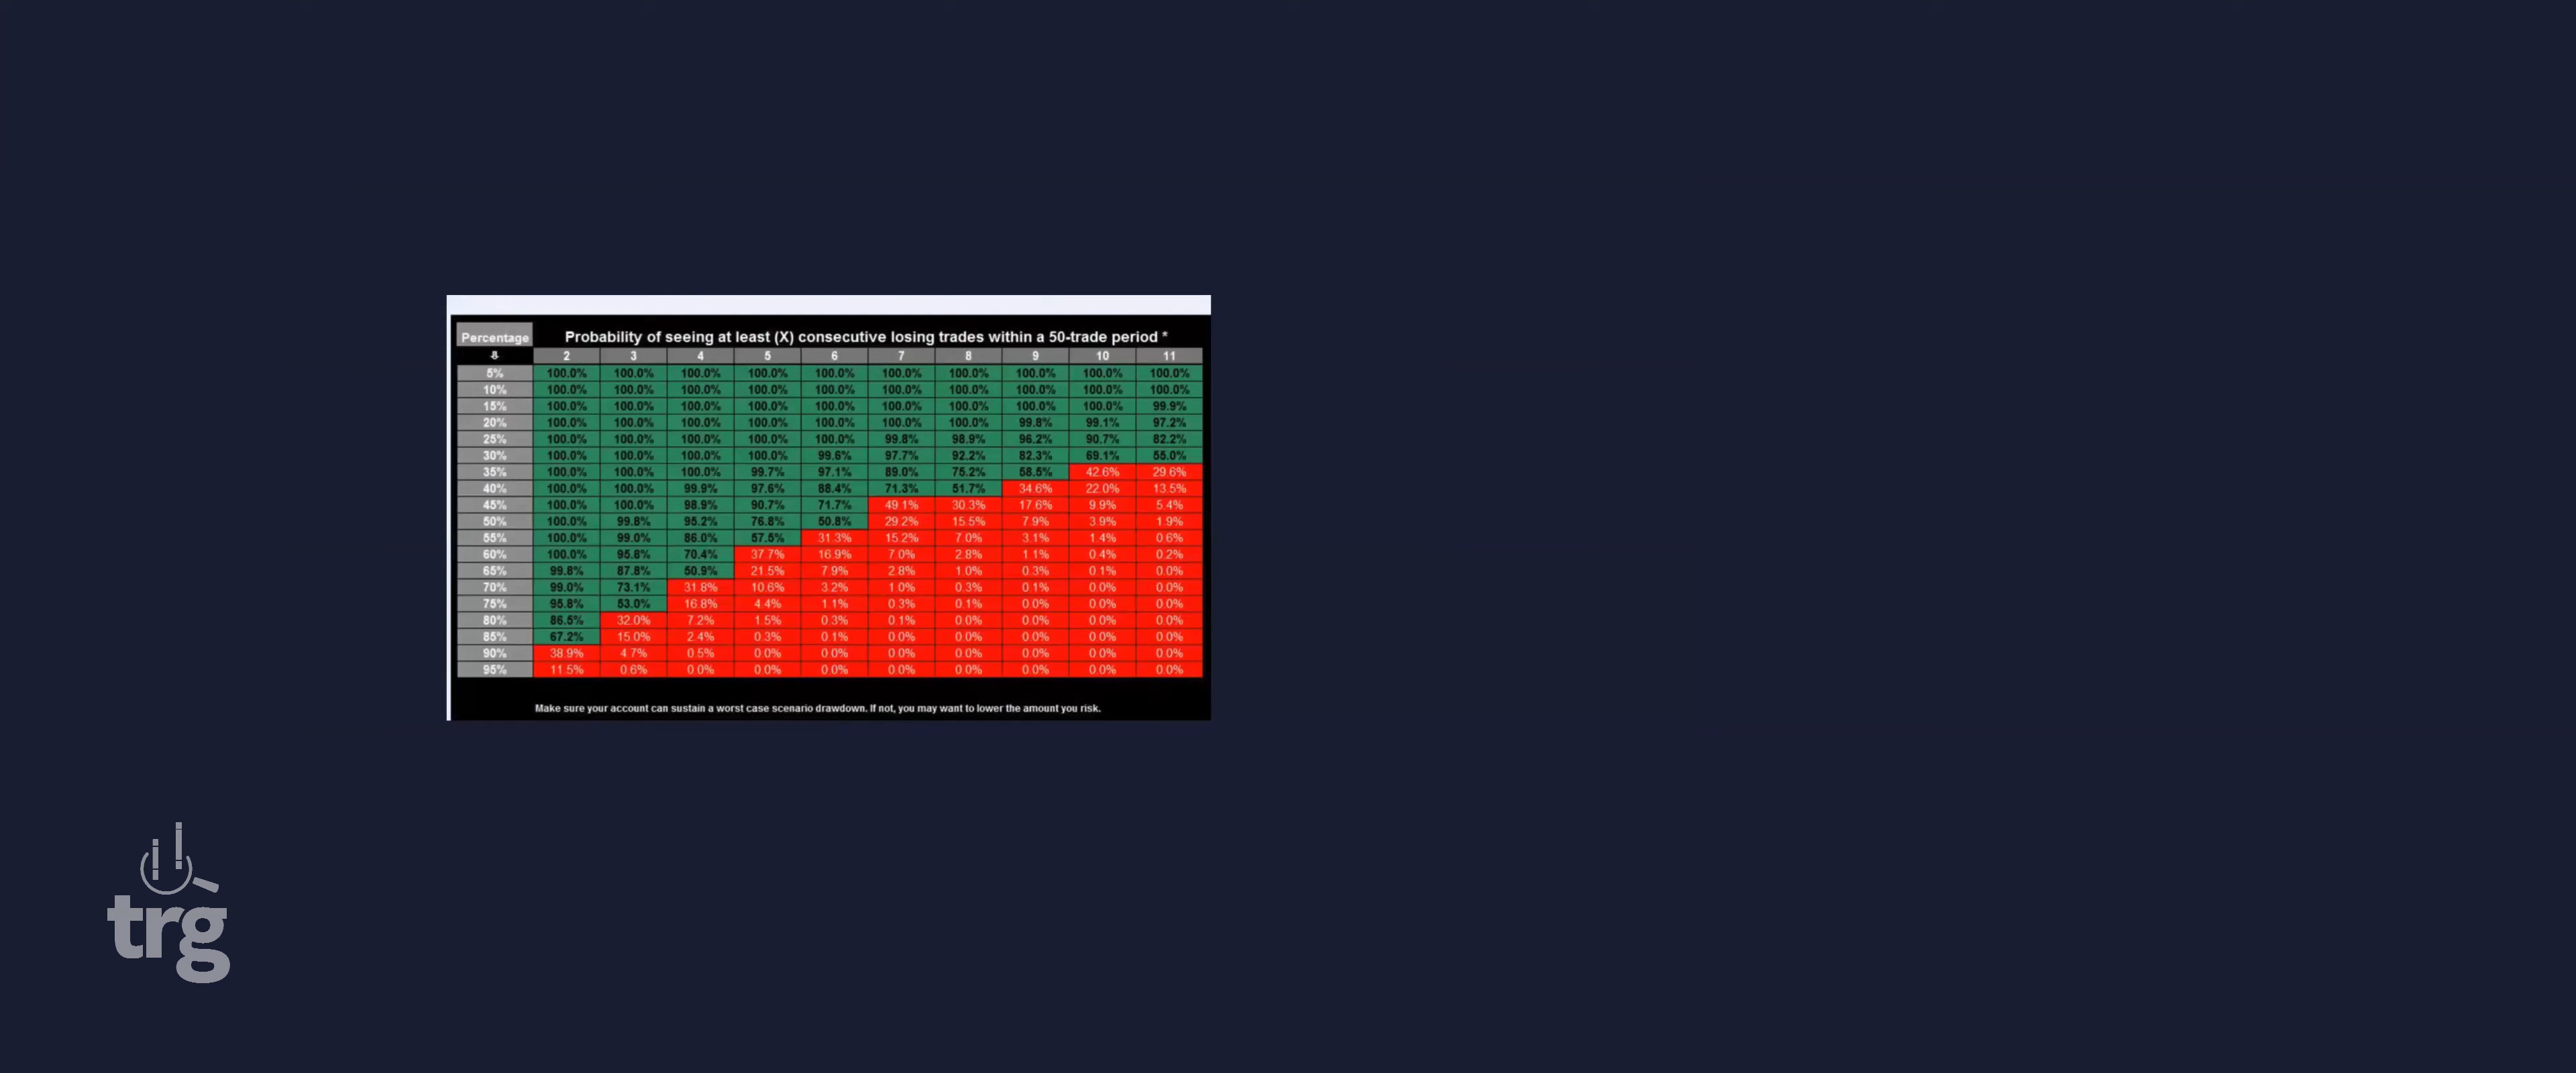 Percentage Probability of seeing at least (X) consecutive losing trades within a 50-trade period *
⇩ 2 3 4 5 6 7 8 9 10 11
5% 100.0% 100.0% 100.0% 100.0% 100.0% 100.0% 100.0% 100.0% 100.0% 100.0%
10% 100.0% 100.0% 100.0% 100.0% 100.0% 100.0% 100.0% 100.0% 100.0% 100.0%
15% 100.0% 100.0% 100.0% 100.0% 100.0% 100.0% 100.0% 100.0% 100.0% 99.9%
20% 100.0% 100.0% 100.0% 100.0% 100.0% 100.0% 100.0% 99.8% 99.1% 97.2%
25% 100.0% 100.0% 100.0% 100.0% 100.0% 99.8% 98.9% 96.2% 90.7% 82.2%
30% 100.0% 100.0% 100.0% 100.0% 99.6% 97.7% 92.2% 82.3% 69.1% 55.0%
35% 100.0% 100.0% 100.0% 99.7% 97.1% 89.0% 75.2% 58.5% 42.6% 29.6%
40% 100.0% 100.0% 99.9% 97.6% 88.4% 71.3% 51.7% 34.6% 22.0% 13.5%
45% 100.0% 100.0% 98.9% 90.7% 71.7% 49.1% 30.3% 17.6% 9.9% 5.4%
50% 100.0% 99.8% 95.2% 76.8% 50.8% 29.2% 15.5% 7.9% 3.9% 1.9%
55% 100.0% 99.0% 86.0% 57.5% 31.3% 15.2% 7.0% 3.1% 1.4% 0.6%
60% 100.0% 95.8% 70.4% 37.7% 16.9% 7.0% 2.8% 1.1% 0.4% 0.2%
65% 99.8% 87.8% 50.9% 21.5% 7.9% 2.8% 1.0% 0.3% 0.1% 0.0%
70% 99.0% 73.1% 31.8% 10.6% 3.2% 1.0% 0.3% 0.1% 0.0% 0.0%
75% 95.8% 53.0% 16.8% 4.4% 1.1% 0.3% 0.1% 0.0% 0.0% 0.0%
80% 86.5% 32.0% 7.2% 1.5% 0.3% 0.1% 0.0% 0.0% 0.0% 0.0%
85% 67.2% 15.0% 2.4% 0.3% 0.1% 0.0% 0.0% 0.0% 0.0% 0.0%
90% 38.9% 4.7% 0.5% 0.0% 0.0% 0.0% 0.0% 0.0% 0.0% 0.0%
95% 11.5% 0.6% 0.0% 0.0% 0.0% 0.0% 0.0% 0.0% 0.0% 0.0%
Make sure your account can sustain a worst case scenario drawdown. If not, you may want to lower the amount you risk.
trg